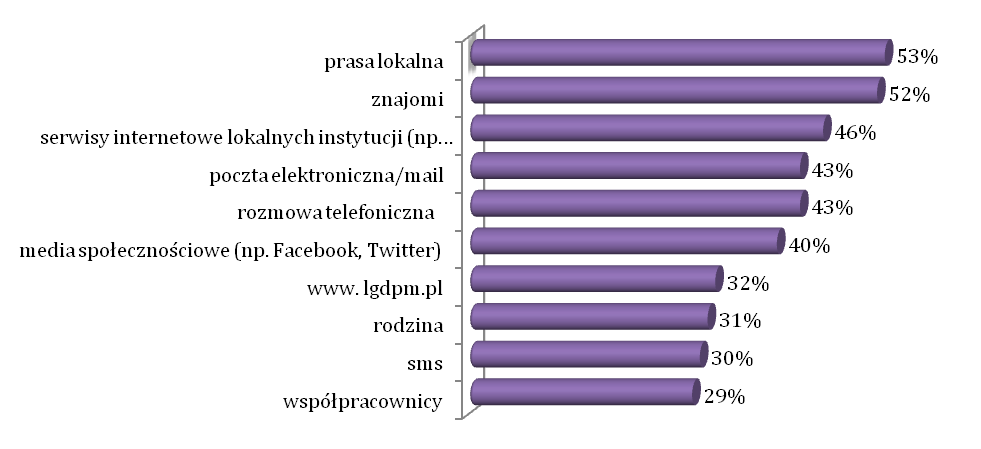 prasa lokalna 53%
znajomi 52%
serwisy internetowe lokalnych instytucji (np... 46%
poczta elektroniczna/mail 43%
rozmowa telefoniczna 43%
media społecznościowe (np. Facebook, Twitter) 40%
www. lgdpm.pl 32%
rodzina 31%
sms 30%
współpracownicy 29%